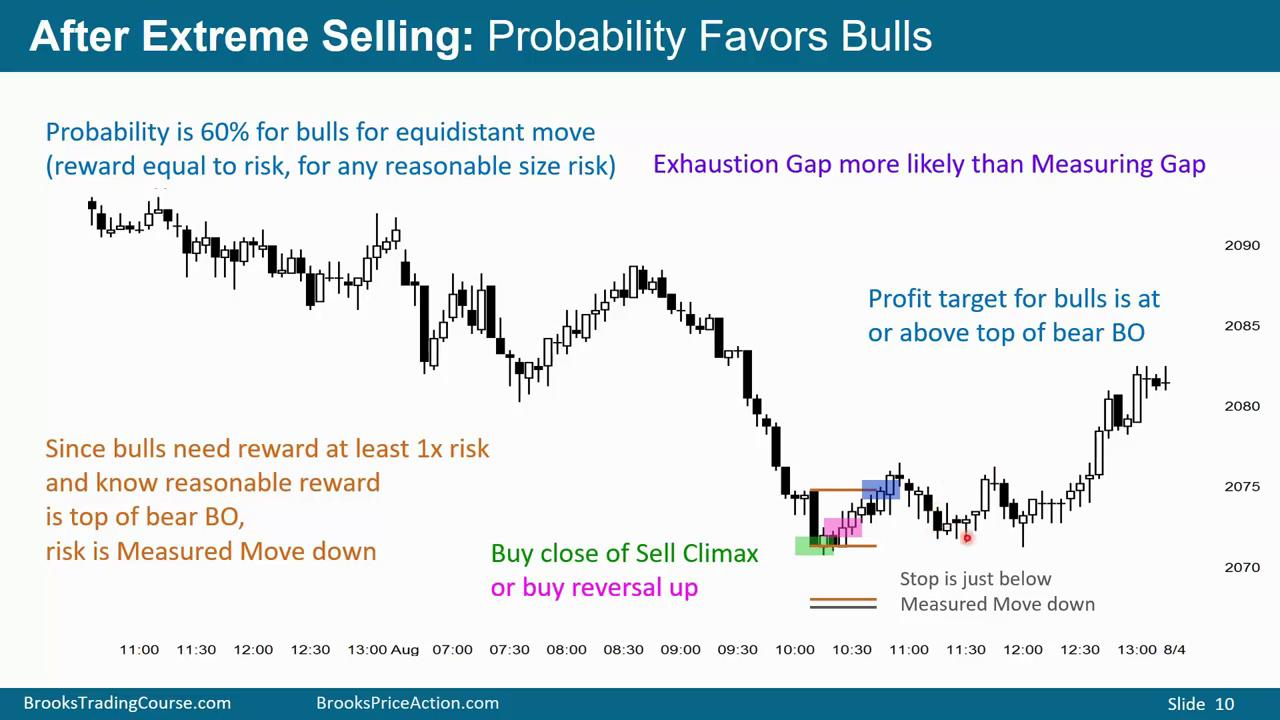 After Extreme Selling: Probability Favors Bulls
Probability is 60% for bulls for equidistant move
(reward equal to risk, for any reasonable size risk)
Exhaustion Gap more likely than Measuring Gap
2090
Profit target for bulls is at
or above top of bear BO
2085
2080
Since bulls need reward at least 1x risk
and know reasonable reward
is top of bear BO,
risk is Measured Move down
2075
Buy close of Sell Climax
or buy reversal up
2070
Stop is just below
Measured Move down
11:00 11:30 12:00 12:30 13:00 Aug 07:00 07:30 08:00 08:30 09:00 09:30 10:00 10:30 11:00 11:30 12:00 12:30 13:00 8/4
BrooksTradingCourse.com BrooksPriceAction.com Slide 10